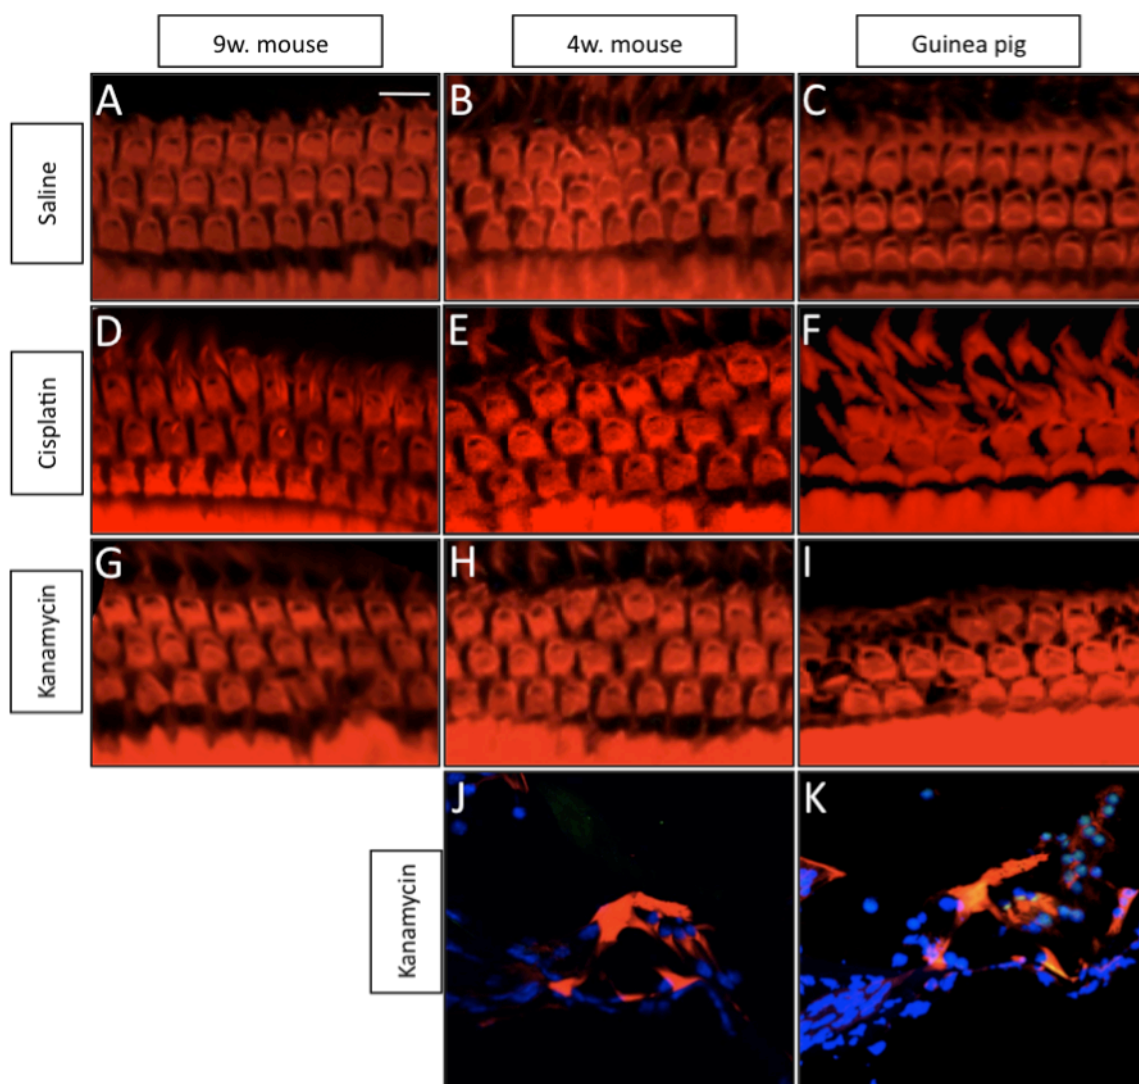 9w. mouse
4w. mouse
Guinea pig
Saline
A
B
C
Cisplatin
D
E
F
Kanamycin
G
H
I
Kanamycin
J
K